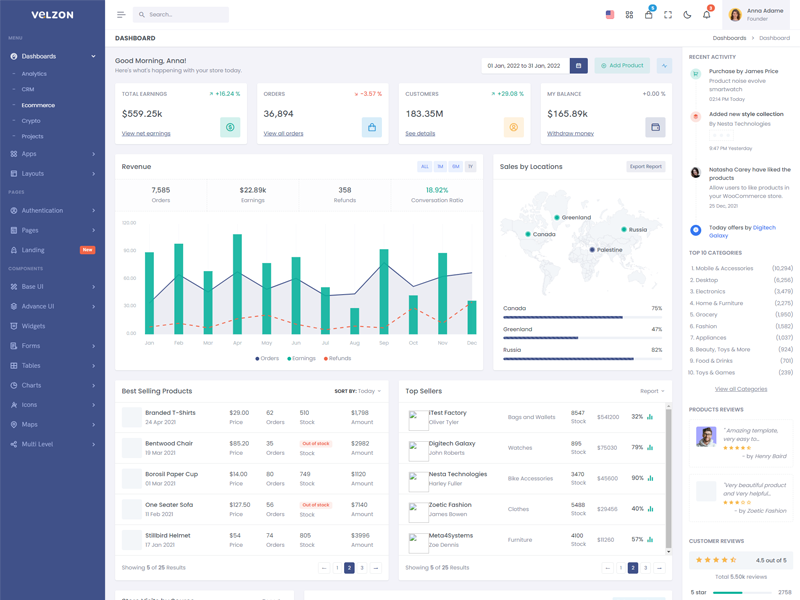 VELZON
Search...
5
3
Anna Adame
Founder
MENU
Dashboards
Analytics
CRM
Ecommerce
Crypto
Projects
Apps
Layouts
PAGES
Authentication
Pages
Landing
New
COMPONENTS
Base UI
Advance UI
Widgets
Forms
Tables
Charts
Icons
Maps
Multi Level
DASHBOARD
Dashboards > Dashboard
Good Morning, Anna!
Here's what's happening with your store today.
01 Jan, 2022 to 31 Jan, 2022
Add Product
TOTAL EARNINGS
+16.24 %
$559.25k
View net earnings
ORDERS
-3.57 %
36,894
View all orders
CUSTOMERS
+29.08 %
183.35M
See details
MY BALANCE
+0.00 %
$165.89k
Withdraw money
Revenue
ALL 1M 6M 1Y
7,585
Orders
$22.89k
Earnings
358
Refunds
18.92%
Conversation Ratio
120.00
90.00
60.00
30.00
0.00
Jan Feb Mar Apr May Jun Jul Aug Sep Oct Nov Dec
Orders Earnings Refunds
Sales by Locations
Export Report
Greenland
Canada
Russia
Palestine
Canada 75%
Greenland 47%
Russia 82%
Best Selling Products
SORT BY: Today
Branded T-Shirts $29.00 62 510 $1,798
24 Apr 2021 Price Orders Stock Amount
Bentwood Chair $85.20 35 Out of stock $2982
19 Mar 2021 Price Orders Stock Amount
Borosil Paper Cup $14.00 80 749 $1120
01 Mar 2021 Price Orders Stock Amount
One Seater Sofa $127.50 56 Out of stock $7140
11 Feb 2021 Price Orders Stock Amount
Stillbird Helmet $54 74 805 $3996
17 Jan 2021 Price Orders Stock Amount
Showing 5 of 25 Results
← 1 2 3 →
Top Sellers
Report
iTest Factory
Oliver Tyler
Bags and Wallets
8547
Stock
$541200
32%
Digitech Galaxy
John Roberts
Watches
895
Stock
$75030
79%
Nesta Technologies
Harley Fuller
Bike Accessories
3470
Stock
$45600
90%
Zoetic Fashion
James Bowen
Clothes
5488
Stock
$29456
40%
Meta4Systems
Zoe Dennis
Furniture
4100
Stock
$11260
57%
Showing 5 of 25 Results
← 1 2 3 →
RECENT ACTIVITY
Purchase by James Price
Product noise evolve
smartwatch
02:14 PM Today
Added new style collection
By Nesta Technologies
9:47 PM Yesterday
Natasha Carey have liked the
products
Allow users to like products in
your WooCommerce store.
25 Dec, 2021
Today offers by Digitech
Galaxy
TOP 10 CATEGORIES
1. Mobile & Accessories (10,294)
2. Desktop (6,256)
3. Electronics (3,479)
4. Home & Furniture (2,275)
5. Grocery (1,950)
6. Fashion (1,582)
7. Appliances (1,037)
8. Beauty, Toys & More (924)
9. Food & Drinks (701)
10. Toys & Games (239)
View all Categories
PRODUCTS REVIEWS
" Amazing template,
very easy to...
- by Henry Baird
"Very beautiful product
and Very helpful...
- by Zoetic Fashion
CUSTOMER REVIEWS
4.5 out of 5
Total 5.50k reviews
5 star 2758